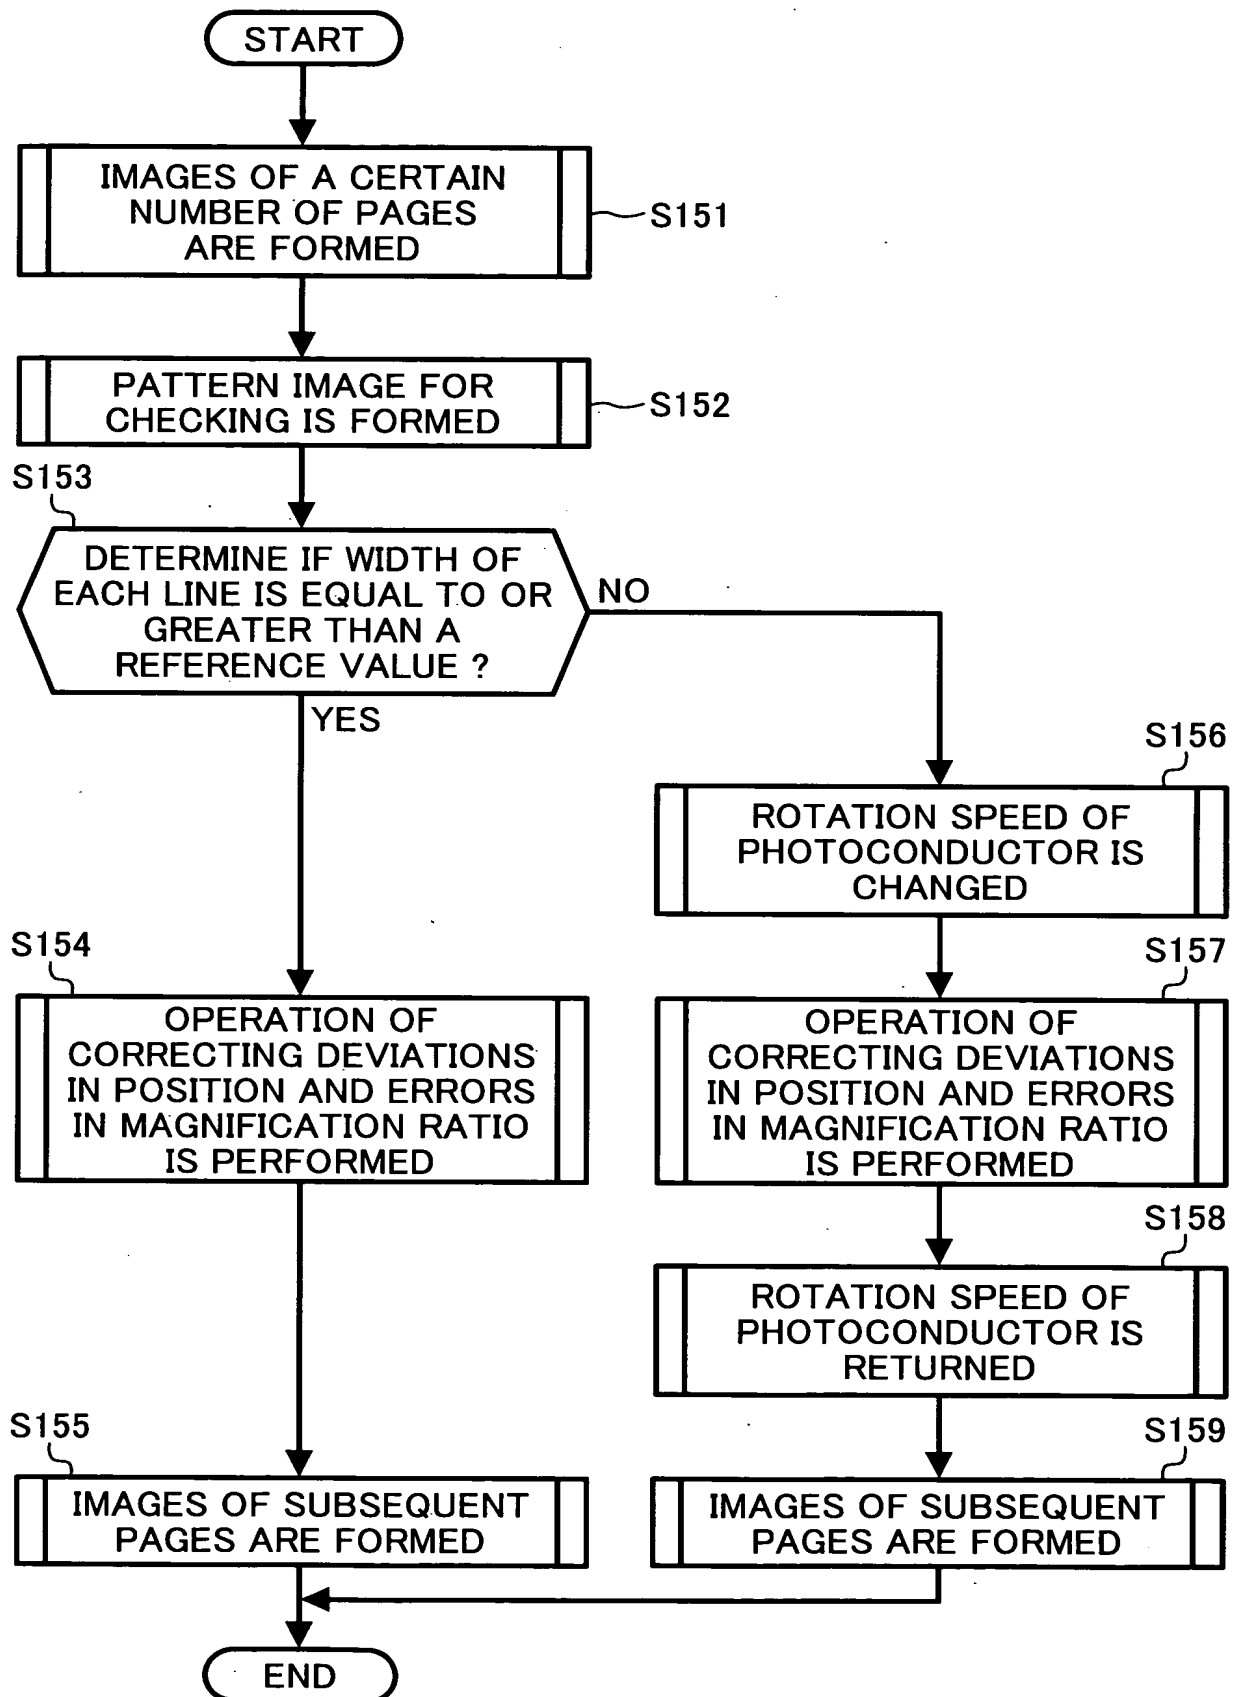 START
IMAGES OF A CERTAIN
NUMBER OF PAGES
ARE FORMED
S151
PATTERN IMAGE FOR
CHECKING IS FORMED
S152
S153
DETERMINE IF WIDTH OF
EACH LINE IS EQUAL TO OR
GREATER THAN A
REFERENCE VALUE ?
NO
YES
S156
ROTATION SPEED OF
PHOTOCONDUCTOR IS
CHANGED
S154
OPERATION OF
CORRECTING DEVIATIONS
IN POSITION AND ERRORS
IN MAGNIFICATION RATIO
IS PERFORMED
S157
OPERATION OF
CORRECTING DEVIATIONS
IN POSITION AND ERRORS
IN MAGNIFICATION RATIO
IS PERFORMED
S158
ROTATION SPEED OF
PHOTOCONDUCTOR IS
RETURNED
S155
IMAGES OF SUBSEQUENT
PAGES ARE FORMED
S159
IMAGES OF SUBSEQUENT
PAGES ARE FORMED
END